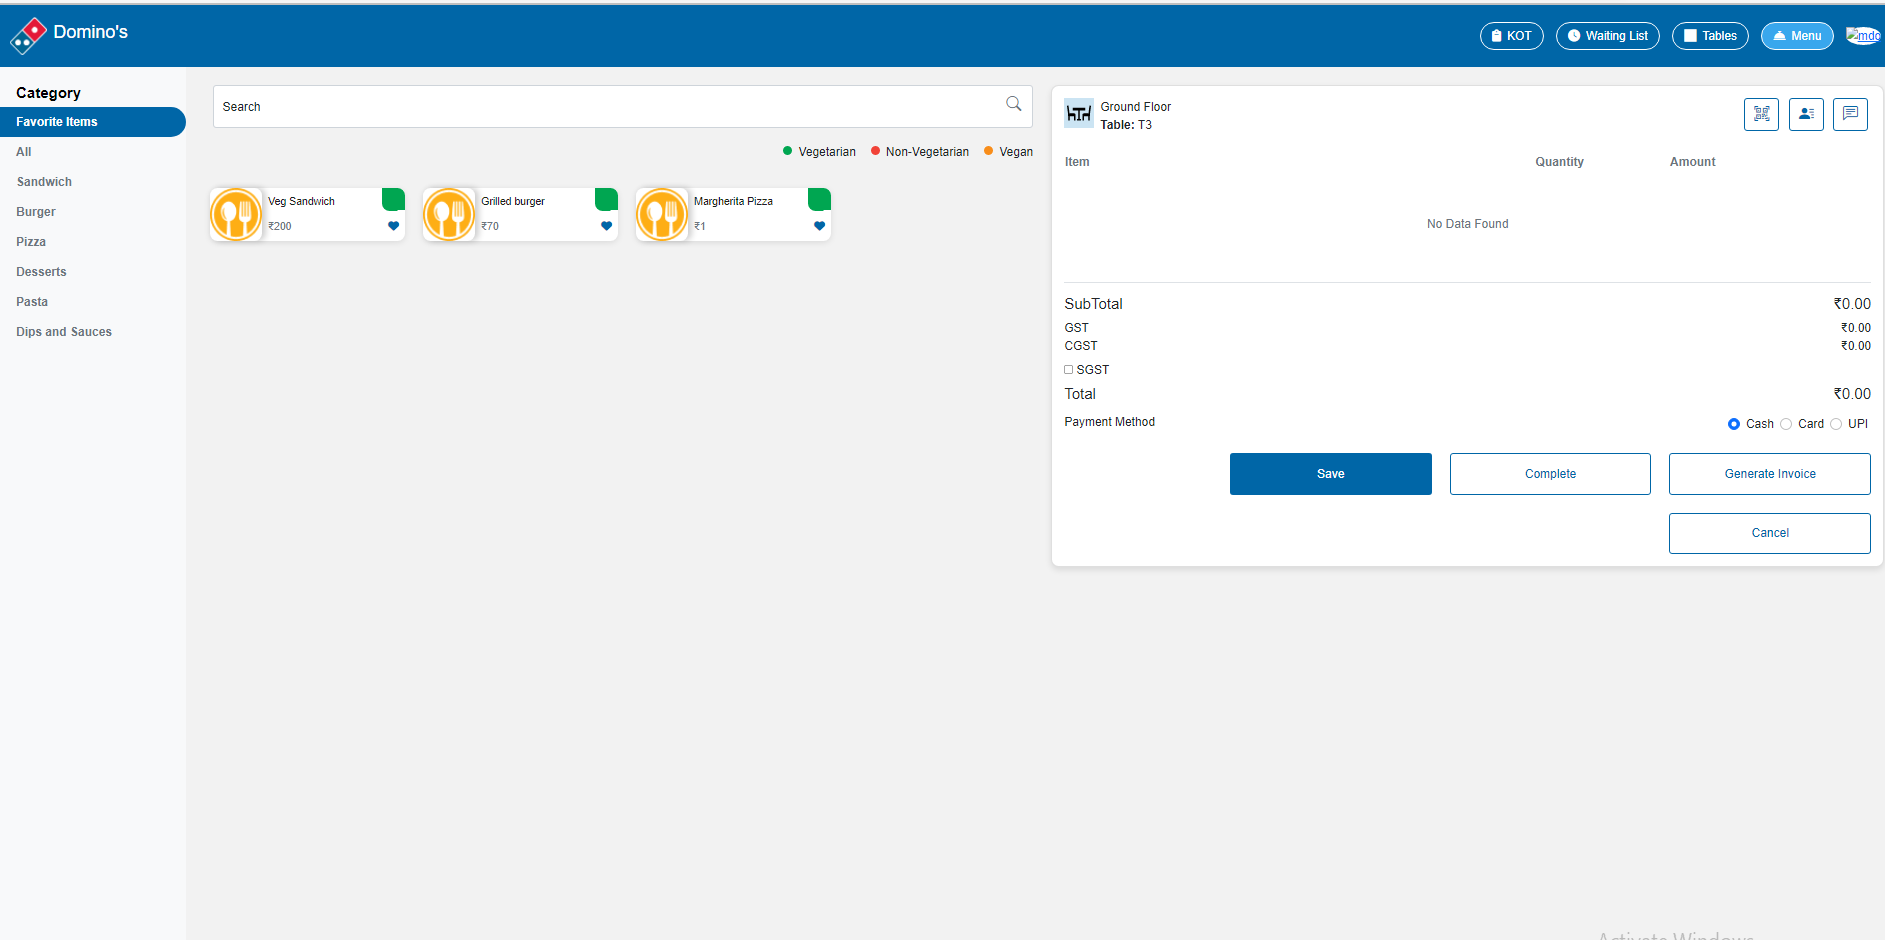 Domino's
KOT
Waiting List
Tables
Menu
Category
Favorite Items
All
Sandwich
Burger
Pizza
Desserts
Pasta
Dips and Sauces
Search
Vegetarian
Non-Vegetarian
Vegan
Veg Sandwich
₹200
Grilled burger
₹70
Margherita Pizza
₹1
Ground Floor
Table: T3
Item Quantity Amount
No Data Found
SubTotal ₹0.00
GST ₹0.00
CGST ₹0.00
SGST
Total ₹0.00
Payment Method Cash Card UPI
Save
Complete
Generate Invoice
Cancel
Activate Windows